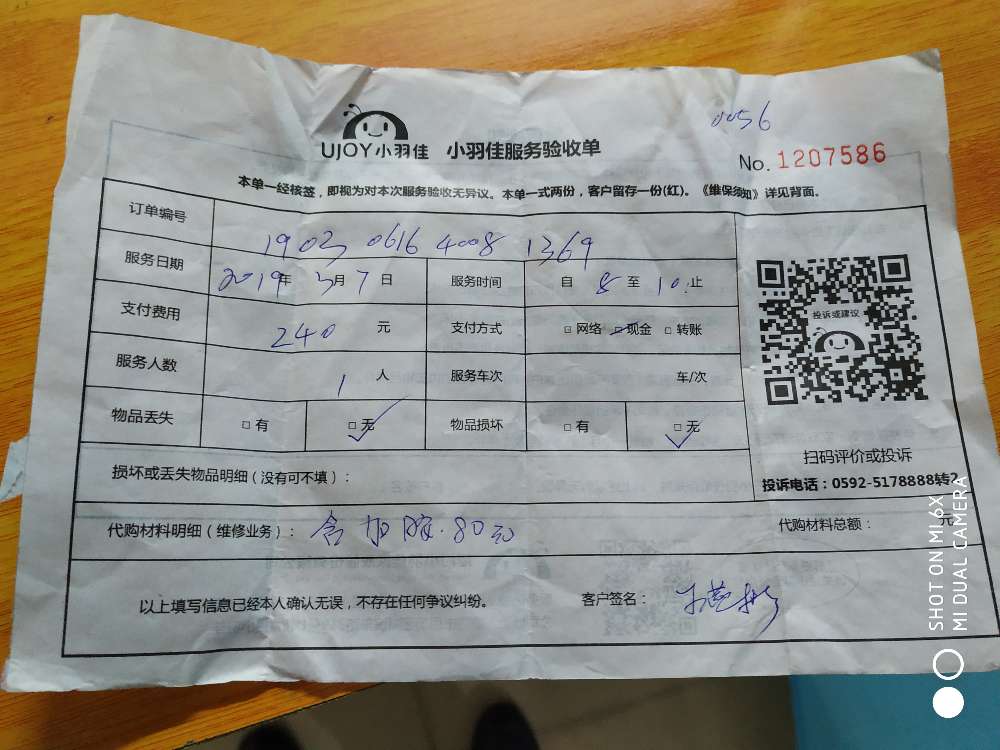 0056
UJOY小羽佳 小羽佳服务验收单
No. 1207586
本单一经核签，即视为对本次服务验收无异议。本单一式两份，客户留存一份(红)。《维保须知》详见背面。
订单编号 1903 0616 4008 1369
服务日期 2019年 3月 7日 服务时间 自 8 至 10 止
支付费用 240 元 支付方式 □网络 □现金 □转账
投诉或建议
服务人数 1 人 服务车次 车/次
物品丢失 □有 □无 物品损坏 □有 □无
扫码评价或投诉
损坏或丢失物品明细（没有可不填）：
投诉电话：0592-5178888转2
代购材料明细（维修业务）： 含加 80元
代购材料总额： 元
以上填写信息已经本人确认无误，不存在任何争议纠纷。 客户签名：
SHOT ON MI 6X
MI DUAL CAMERA